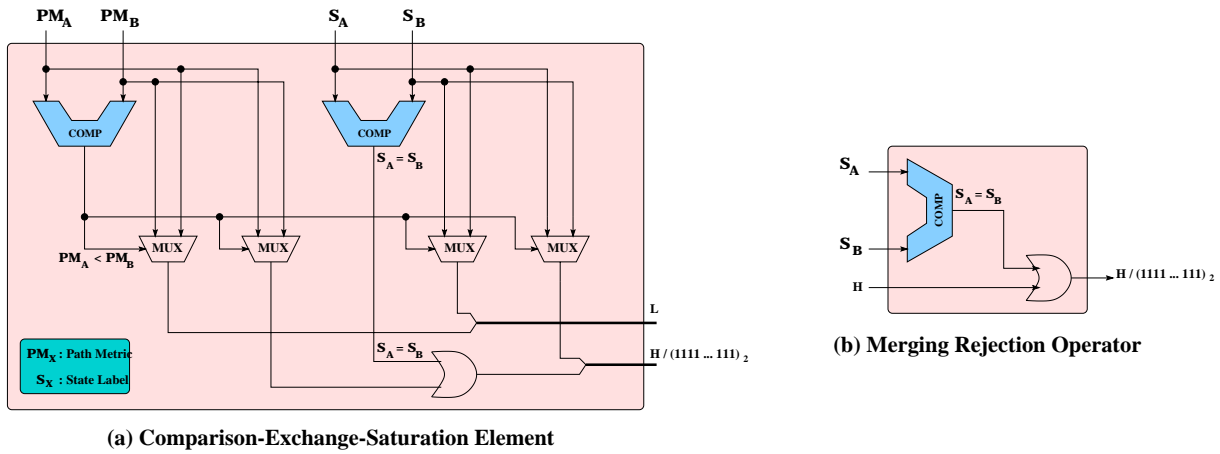 PM_A PM_B S_A S_B
COMP COMP
S_A = S_B
MUX MUX MUX MUX
PM_A < PM_B
L
S_A = S_B
H / (1111 ... 111)_2
PM_X : Path Metric
S_X : State Label
(a) Comparison-Exchange-Saturation Element
S_A
COMP
S_A = S_B
S_B
H
H / (1111 ... 111)_2
(b) Merging Rejection Operator